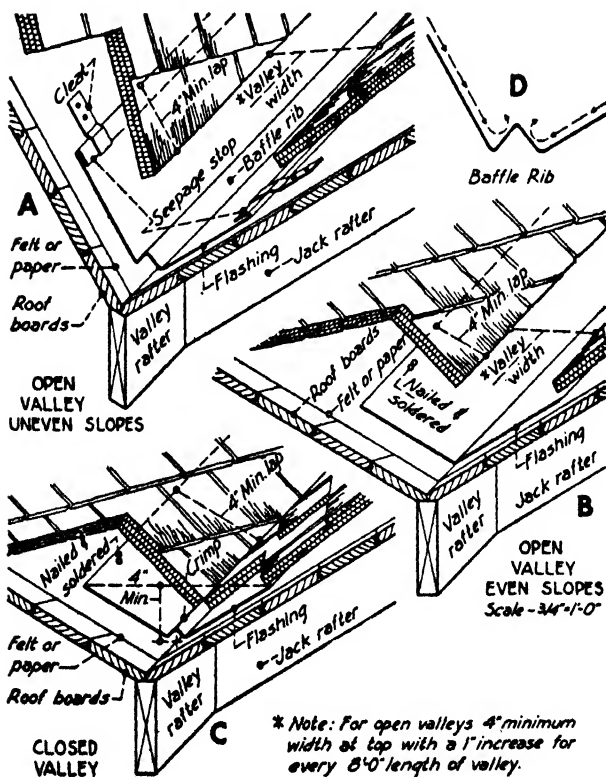 Cleat
4" Min. lap
*Valley
width
Seepage stop
Baffle rib
A
Felt or
paper
Roof
boards
Flashing
Jack rafter
Valley
rafter
OPEN
VALLEY
UNEVEN SLOPES
D
Baffle Rib
4" Min. lap
Roof boards
Felt or paper
*Valley
width
Nailed &
soldered
Flashing
Jack rafter
Valley
rafter
B
OPEN
VALLEY
EVEN SLOPES
Scale - 3/4"=1'-0"
4" Min. lap
Nailed &
soldered
Crimp
4"
Min.
Felt or
paper
Roof boards
Flashing
Jack rafter
Valley
rafter
C
CLOSED
VALLEY
* Note: For open valleys 4" minimum
width at top with a 1" increase for
every 8'-0" length of valley.